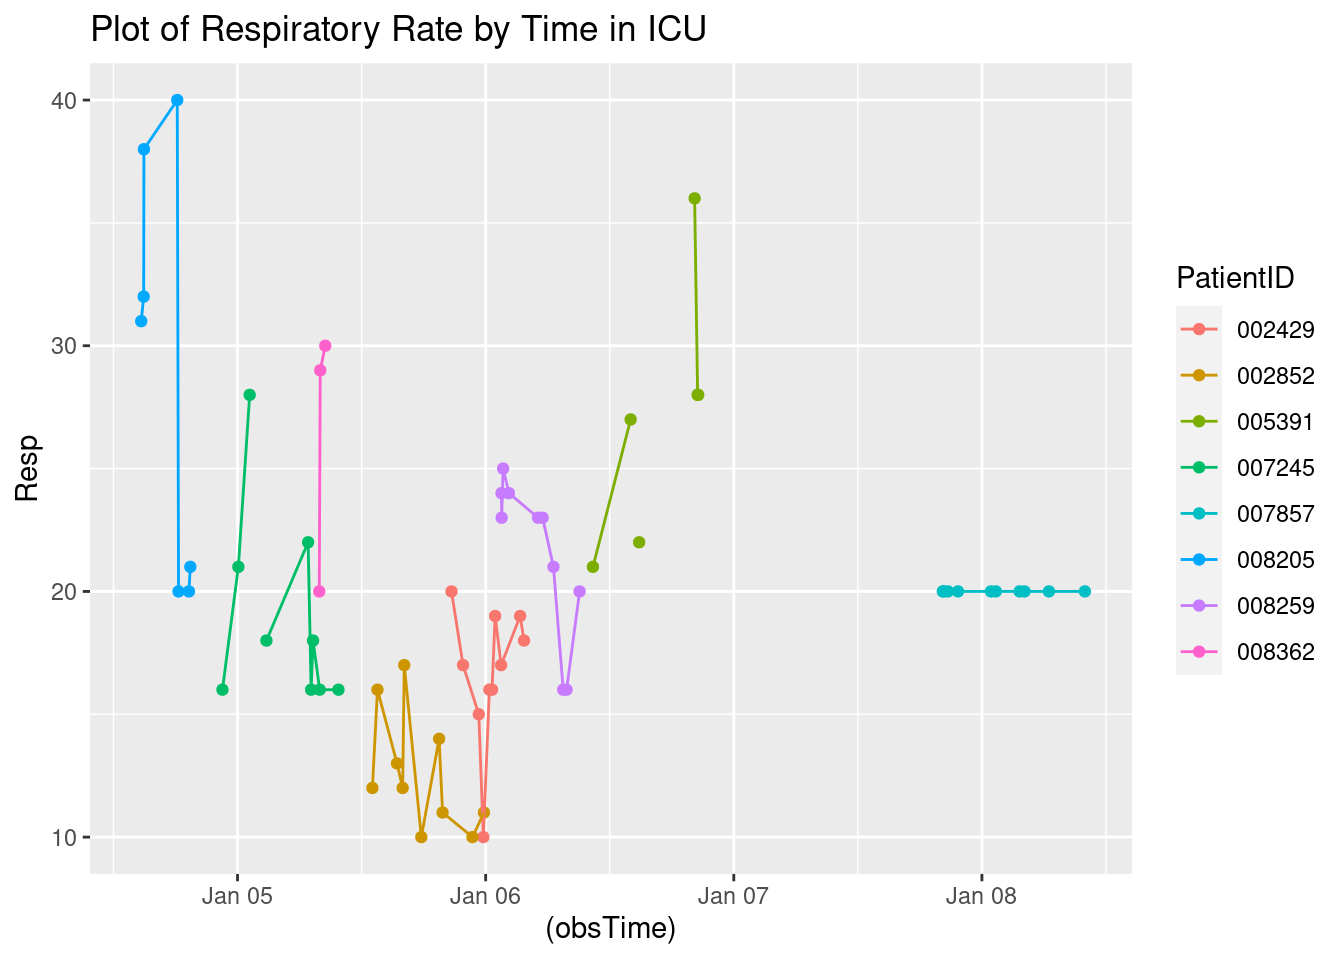 Plot of Respiratory Rate by Time in ICU
40
30
20
10
Resp
Jan 05
Jan 06
Jan 07
Jan 08
(obsTime)
PatientID
002429
002852
005391
007245
007857
008205
008259
008362